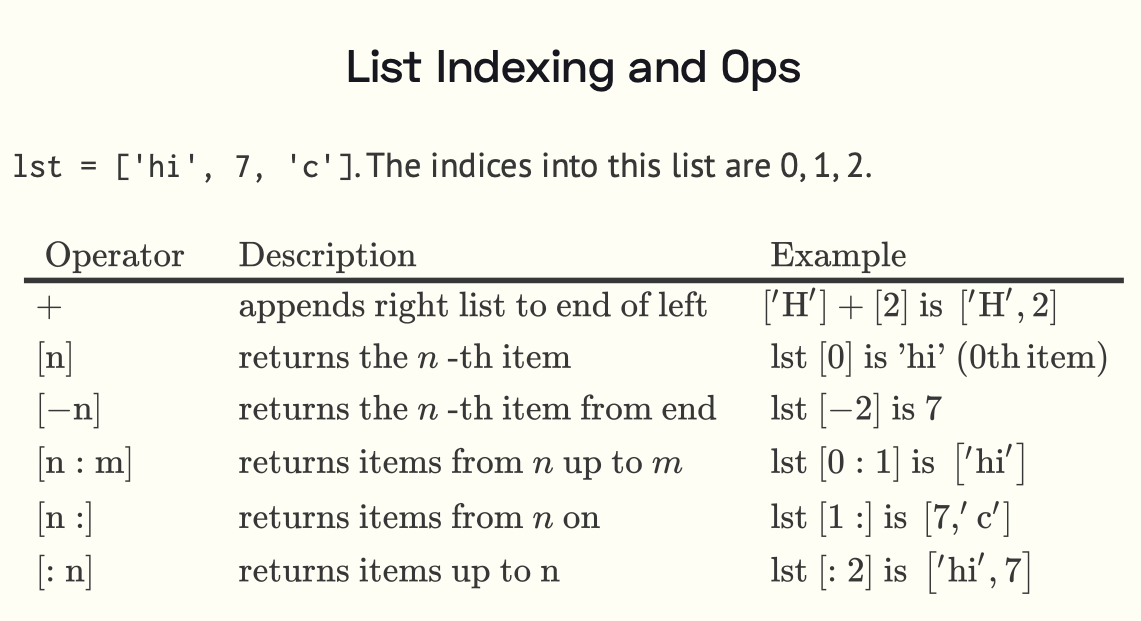 List Indexing and Ops
lst = ['hi', 7, 'c']. The indices into this list are 0, 1, 2.
Operator Description Example
+ appends right list to end of left ['H'] + [2] is ['H', 2]
[n] returns the n -th item lst [0] is ’hi’ (0th item)
[−n] returns the n -th item from end lst [−2] is 7
[n : m] returns items from n up to m lst [0 : 1] is ['hi']
[n :] returns items from n on lst [1 :] is [7,' c']
[: n] returns items up to n lst [: 2] is ['hi', 7]